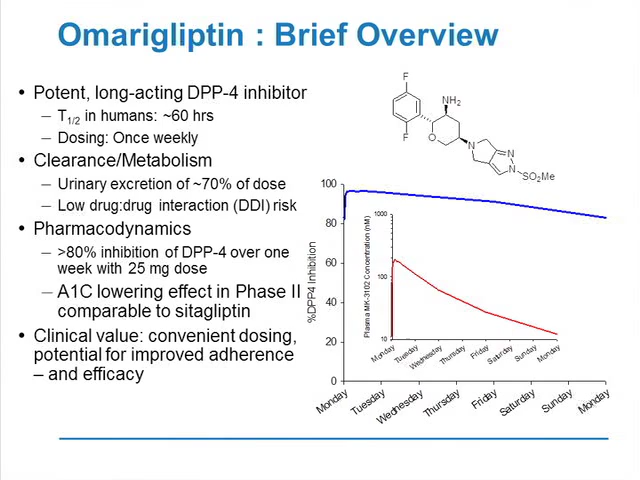 Omarigliptin : Brief Overview
• Potent, long-acting DPP-4 inhibitor
– T1/2 in humans: ~60 hrs
– Dosing: Once weekly
• Clearance/Metabolism
– Urinary excretion of ~70% of dose
– Low drug:drug interaction (DDI) risk
• Pharmacodynamics
– >80% inhibition of DPP-4 over one
week with 25 mg dose
– A1C lowering effect in Phase II
comparable to sitagliptin
• Clinical value: convenient dosing,
potential for improved adherence
– and efficacy
F
NH2
F
O
N
N
N
SO2Me
%DPP4 Inhibition
100
80
60
40
20
0
Monday
Tuesday
Wednesday
Thursday
Friday
Saturday
Sunday
Monday
Plasma MK-3102 Concentration (nM)
1000
100
10
Monday
Tuesday
Wednesday
Thursday
Friday
Saturday
Sunday
Monday